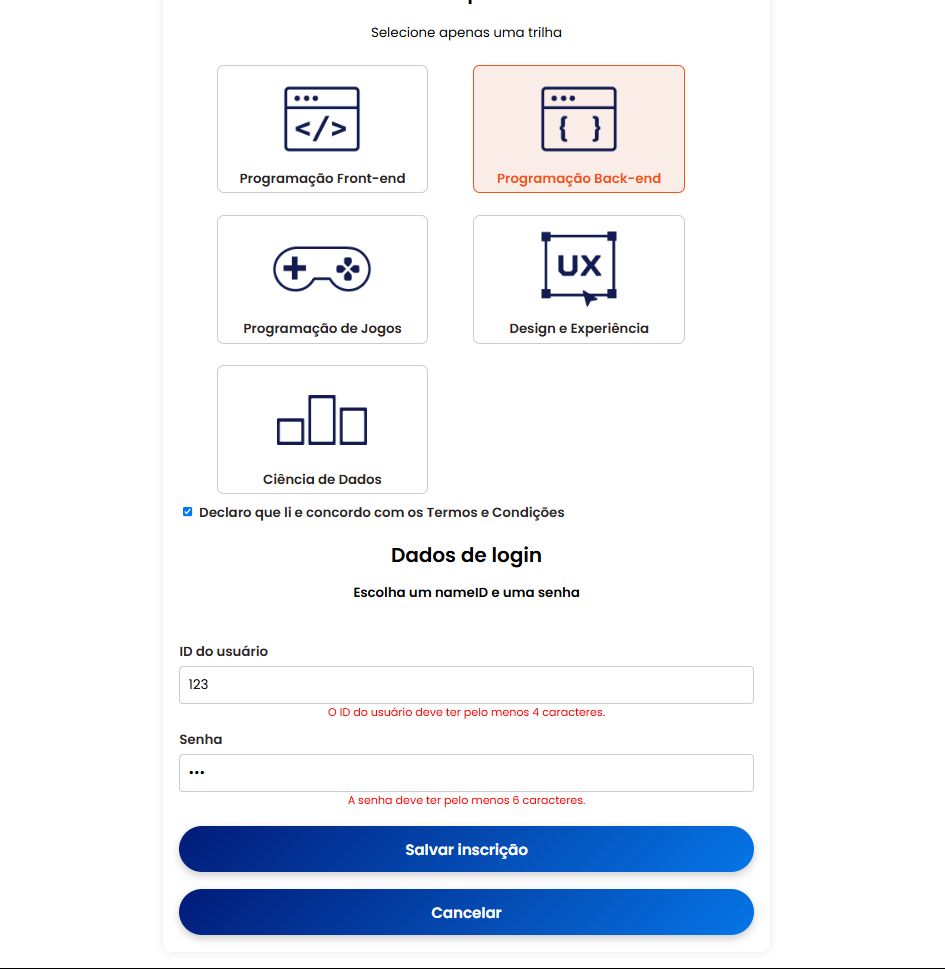 Selecione apenas uma trilha
</>
{ }
Programação Front-end
Programação Back-end
UX
Programação de Jogos
Design e Experiência
Ciência de Dados
Declaro que li e concordo com os Termos e Condições
Dados de login
Escolha um nameID e uma senha
ID do usuário
123
O ID do usuário deve ter pelo menos 4 caracteres.
Senha
•••
A senha deve ter pelo menos 6 caracteres.
Salvar inscrição
Cancelar